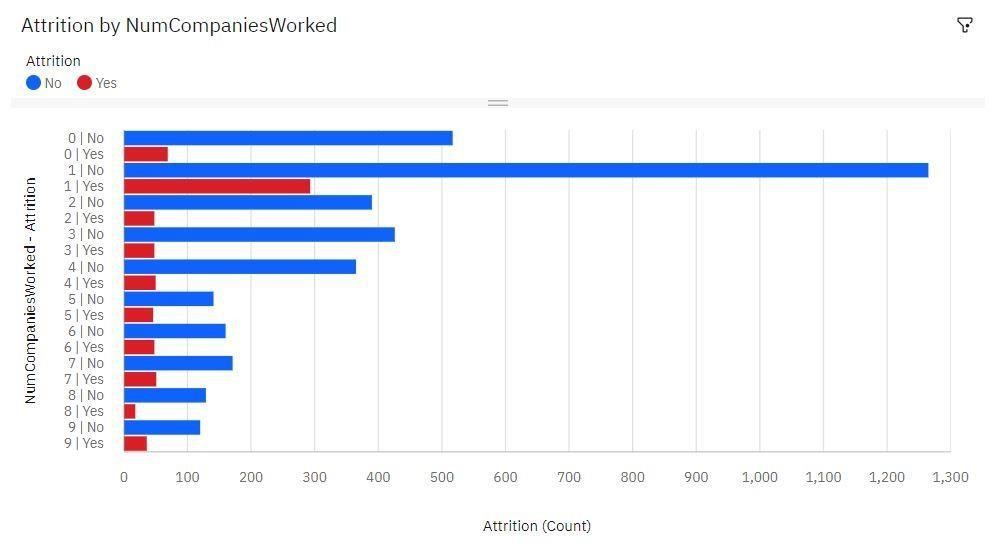 Attrition by NumCompaniesWorked
Attrition
No Yes
NumCompaniesWorked - Attrition
0 | No
0 | Yes
1 | No
1 | Yes
2 | No
2 | Yes
3 | No
3 | Yes
4 | No
4 | Yes
5 | No
5 | Yes
6 | No
6 | Yes
7 | No
7 | Yes
8 | No
8 | Yes
9 | No
9 | Yes
0 100 200 300 400 500 600 700 800 900 1,000 1,100 1,200 1,300
Attrition (Count)